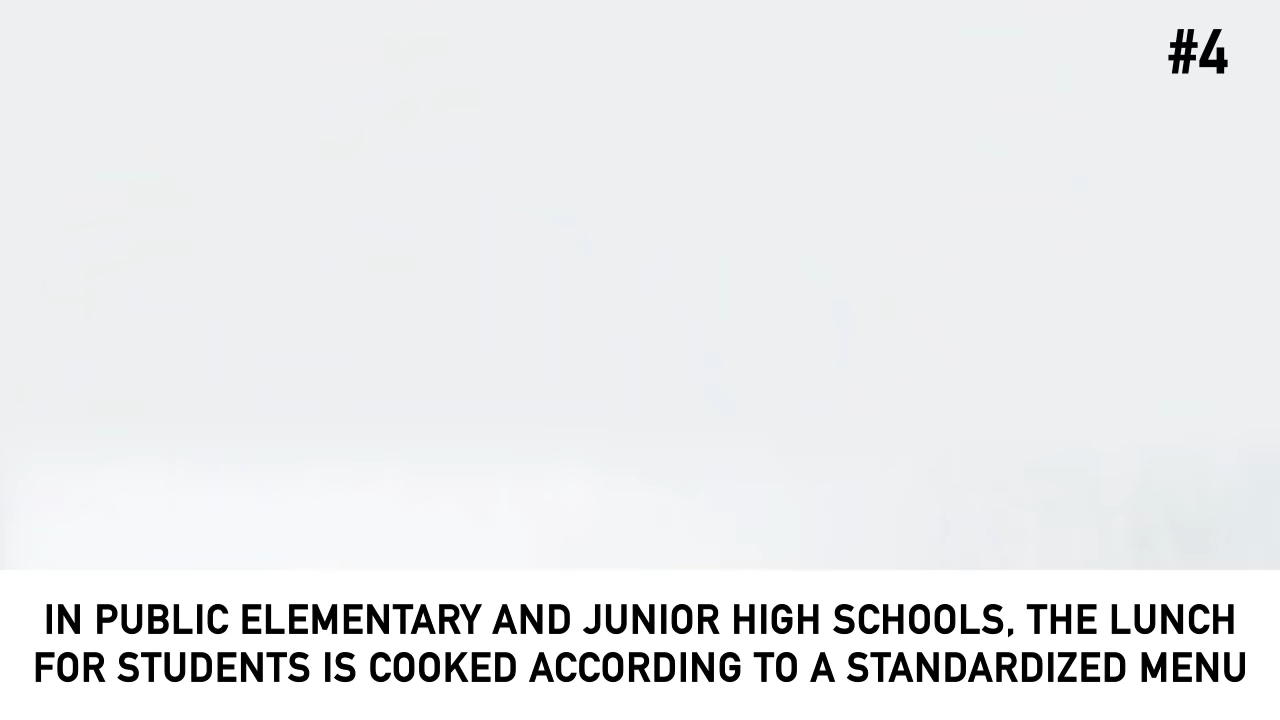 #4
IN PUBLIC ELEMENTARY AND JUNIOR HIGH SCHOOLS, THE LUNCH
FOR STUDENTS IS COOKED ACCORDING TO A STANDARDIZED MENU